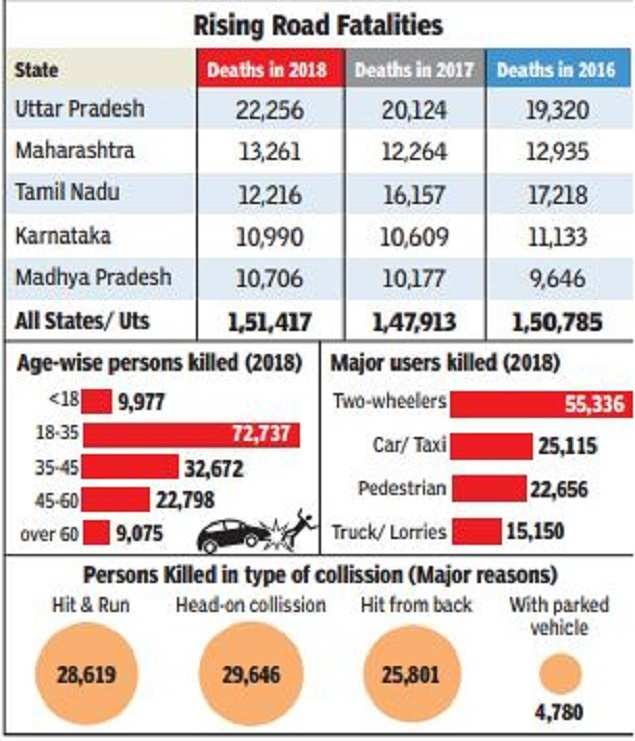 Rising Road Fatalities
State Deaths in 2018 Deaths in 2017 Deaths in 2016
Uttar Pradesh 22,256 20,124 19,320
Maharashtra 13,261 12,264 12,935
Tamil Nadu 12,216 16,157 17,218
Karnataka 10,990 10,609 11,133
Madhya Pradesh 10,706 10,177 9,646
All States/ Uts 1,51,417 1,47,913 1,50,785
Age-wise persons killed (2018)
<18 9,977
18-35 72,737
35-45 32,672
45-60 22,798
over 60 9,075
Major users killed (2018)
Two-wheelers 55,336
Car/ Taxi 25,115
Pedestrian 22,656
Truck/ Lorries 15,150
Persons Killed in type of collission (Major reasons)
Hit & Run Head-on collission Hit from back With parked
vehicle
28,619 29,646 25,801
4,780